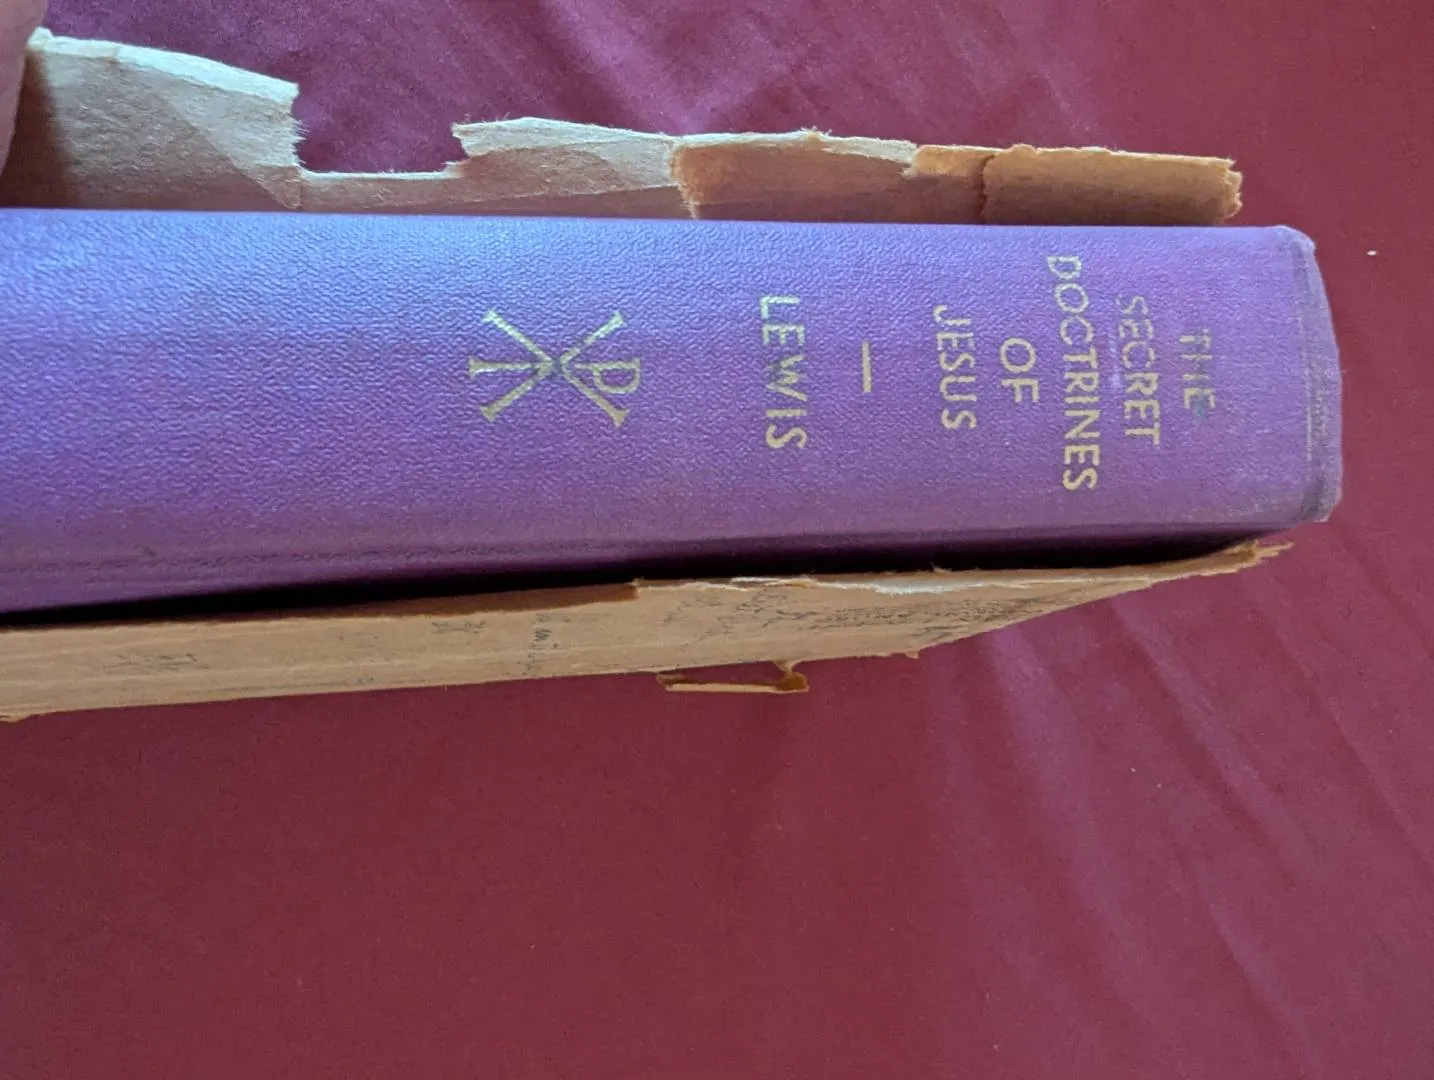 THE
SECRET
DOCTRINES
OF
JESUS
LEWIS